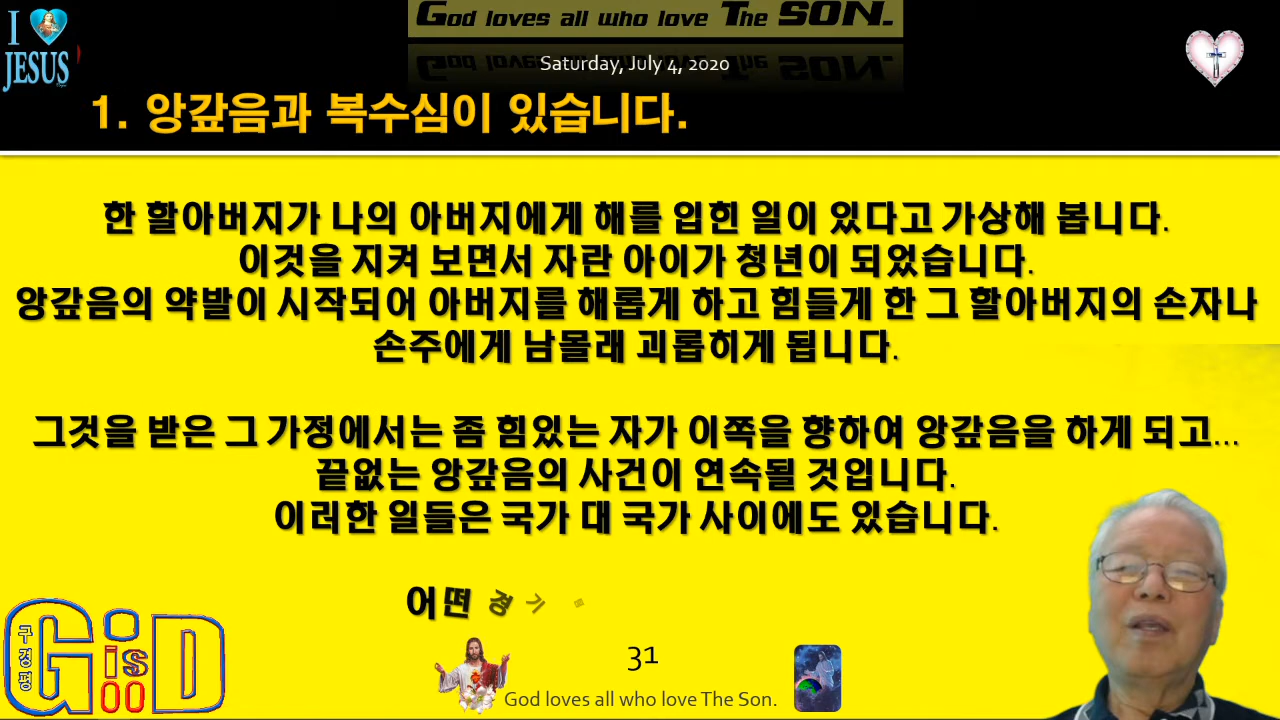 I
JESUS
God loves all who love The SON.
Saturday, July 4, 2020
1. 앙갚음과 복수심이 있습니다.
한 할아버지가 나의 아버지에게 해를 입힌 일이 있다고 가상해 봅니다.
이것을 지켜 보면서 자란 아이가 청년이 되었습니다.
앙갚음의 약발이 시작되어 아버지를 해롭게 하고 힘들게 한 그 할아버지의 손자나
손주에게 남몰래 괴롭히게 됩니다.
그것을 받은 그 가정에서는 좀 힘있는 자가 이쪽을 향하여 앙갚음을 하게 되고...
끝없는 앙갚음의 사건이 연속될 것입니다.
이러한 일들은 국가 대 국가 사이에도 있습니다.
어떤 경기
구경평
G is D
31
God loves all who love The Son.